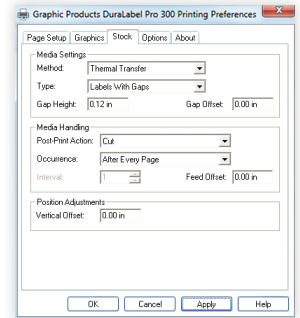 Graphic Products DuraLabel Pro 300 Printing Preferences
Page Setup Graphics Stock Options About
Media Settings
Method: Thermal Transfer
Type: Labels With Gaps
Gap Height: 0.12 in Gap Offset: 0.00 in
Media Handling
Post-Print Action: Cut
Occurrence: After Every Page
Interval: 1 Feed Offset: 0.00 in
Position Adjustments
Vertical Offset: 0.00 in
OK Cancel Apply Help